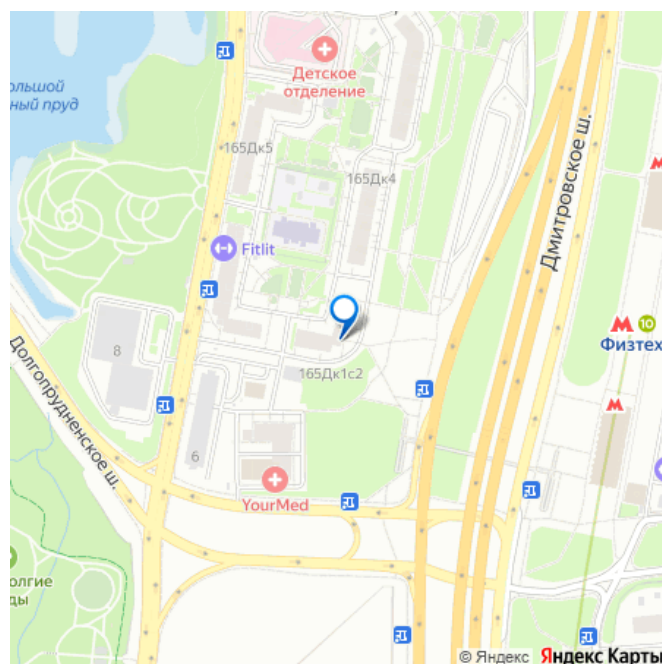 ольшой
ный пруд
Детское
отделение
165Дк5
165Дк4
Fitlit
Дмитровское ш.
М 10
Физтех
М
М
8
165Дк1с2
Долгопрудненское ш.
6
YourMed
олгие
ды
© Яндекс Яндекс Карты